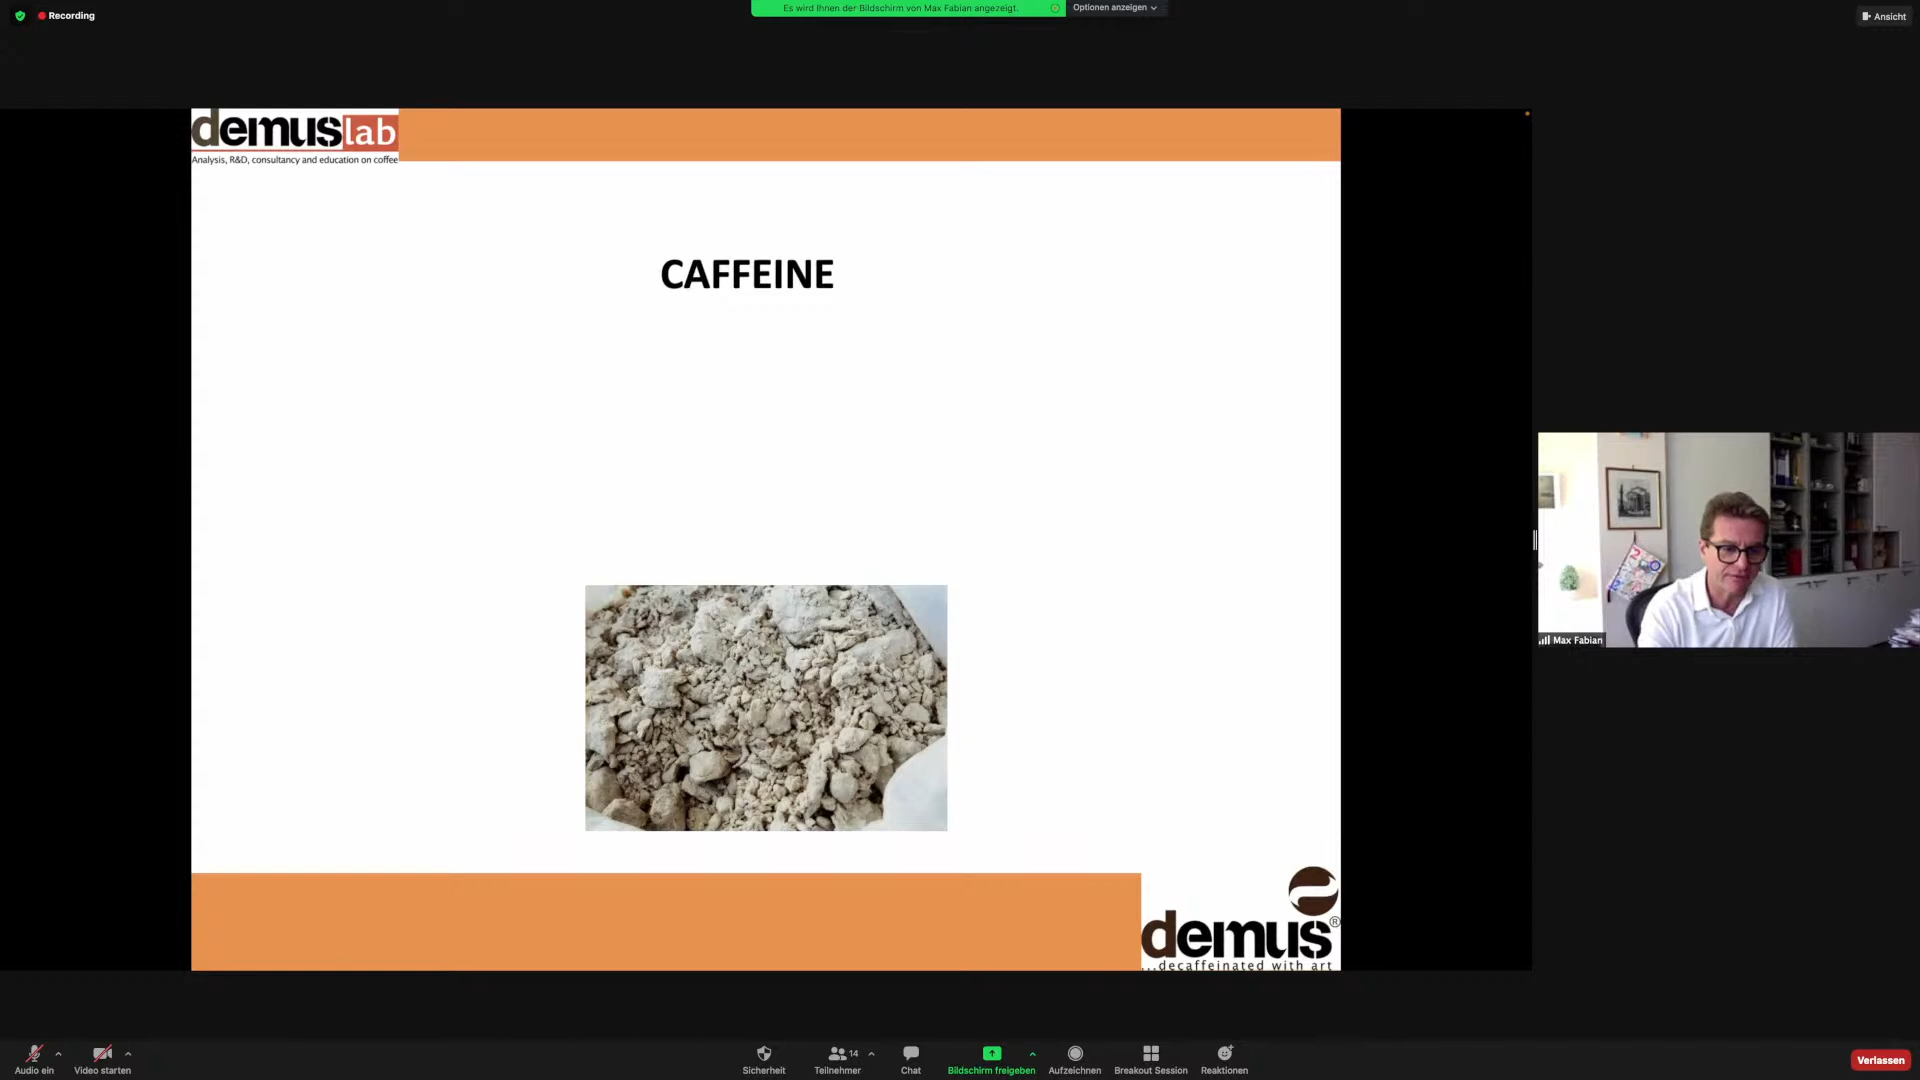 Recording
Es wird Ihnen der Bildschirm von Max Fabian angezeigt.
Optionen anzeigen
Ansicht
demuslab
Analysis, R&D, consultancy and education on coffee
CAFFEINE
Max Fabian
demus®
...decaffeinated with art
Audio ein
Video starten
Sicherheit
14
Teilnehmer
Chat
Bildschirm freigeben
Aufzeichnen
Breakout Session
Reaktionen
Verlassen